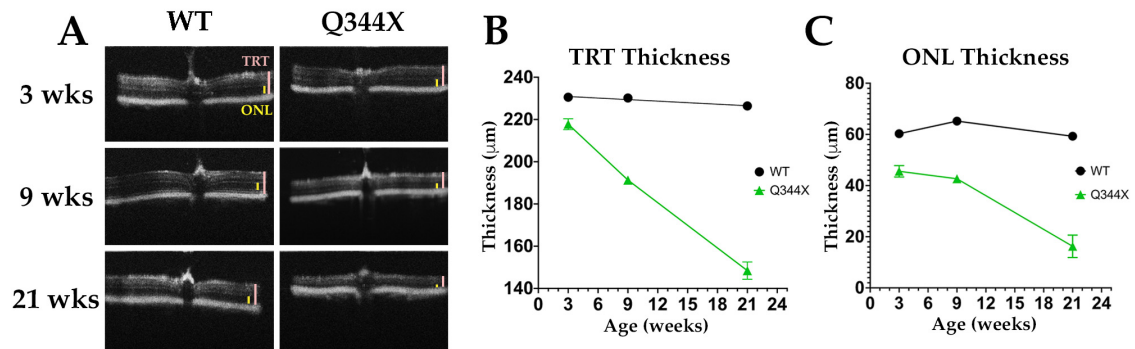 A
WT
Q344X
3 wks
9 wks
21 wks
TRT
ONL
B
TRT Thickness
Thickness (μm)
240
220
200
180
160
140
0
3
6
9
12
15
18
21
24
Age (weeks)
WT
Q344X
C
ONL Thickness
Thickness (μm)
80
60
40
20
0
0
3
6
9
12
15
18
21
24
Age (weeks)
WT
Q344X